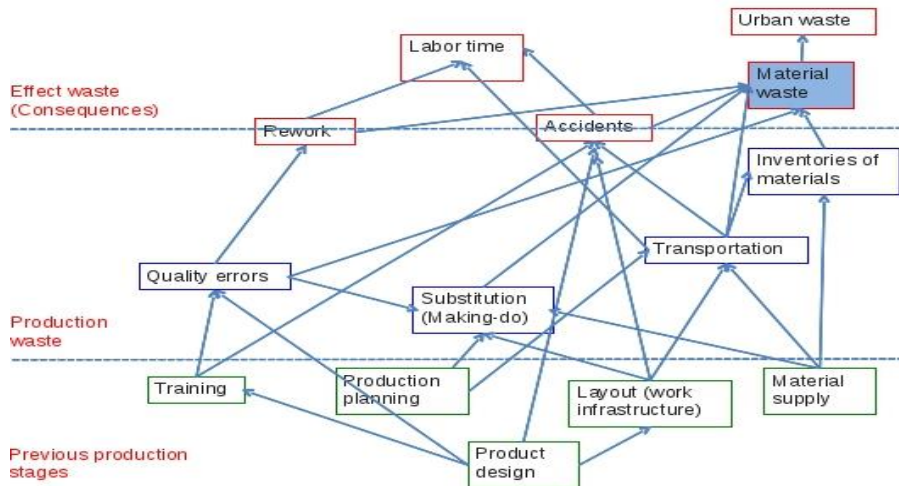 Urban waste
Labor time
Material
waste
Effect waste
(Consequences)
Rework
Accidents
Inventories of
materials
Transportation
Quality errors
Substitution
(Making-do)
Production
waste
Training
Production
planning
Layout (work
infrastructure)
Material
supply
Previous production
stages
Product
design